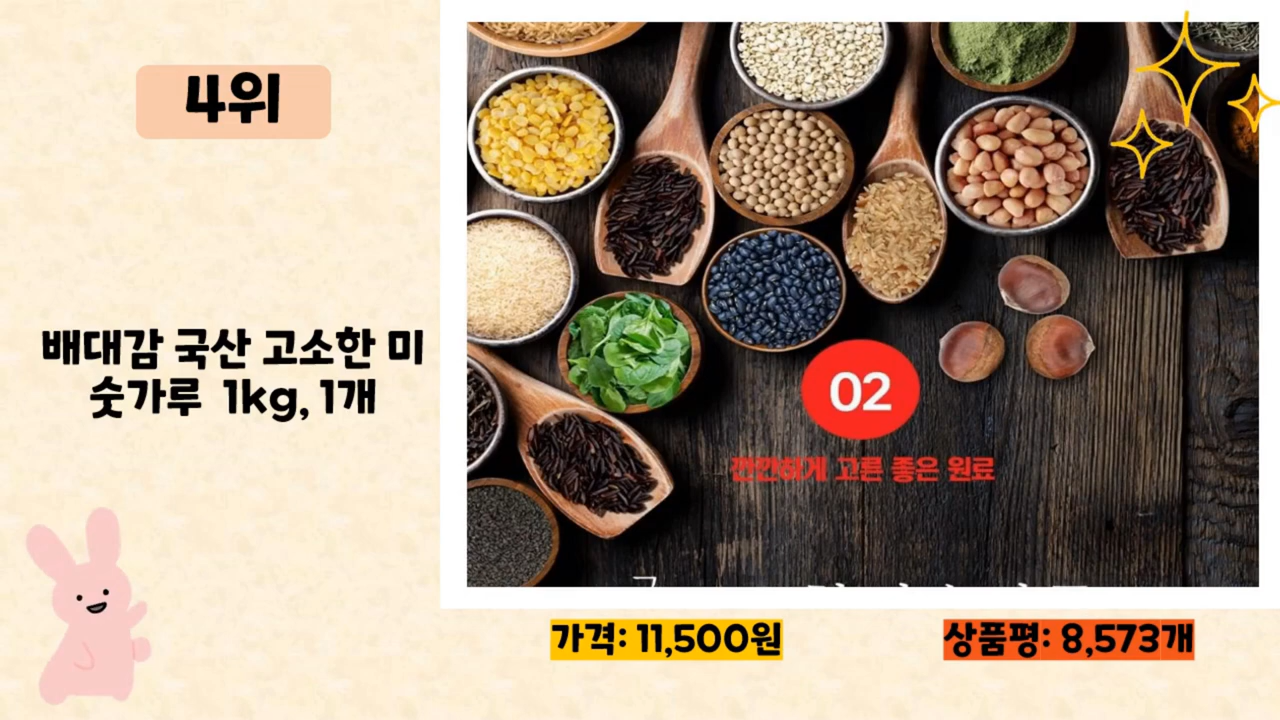 4위
배대감 국산 고소한 미
숫가루 1kg, 1개
02
깐깐하게 고른 좋은 원료
가격: 11,500원
상품평: 8,573개